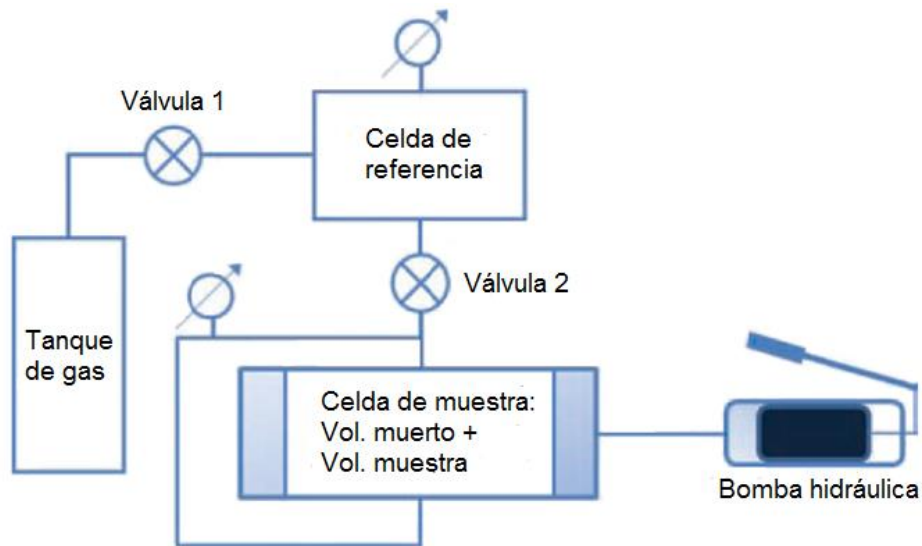 Válvula 1
Celda de
referencia
Válvula 2
Tanque
de gas
Celda de muestra:
Vol. muerto +
Vol. muestra
Bomba hidráulica